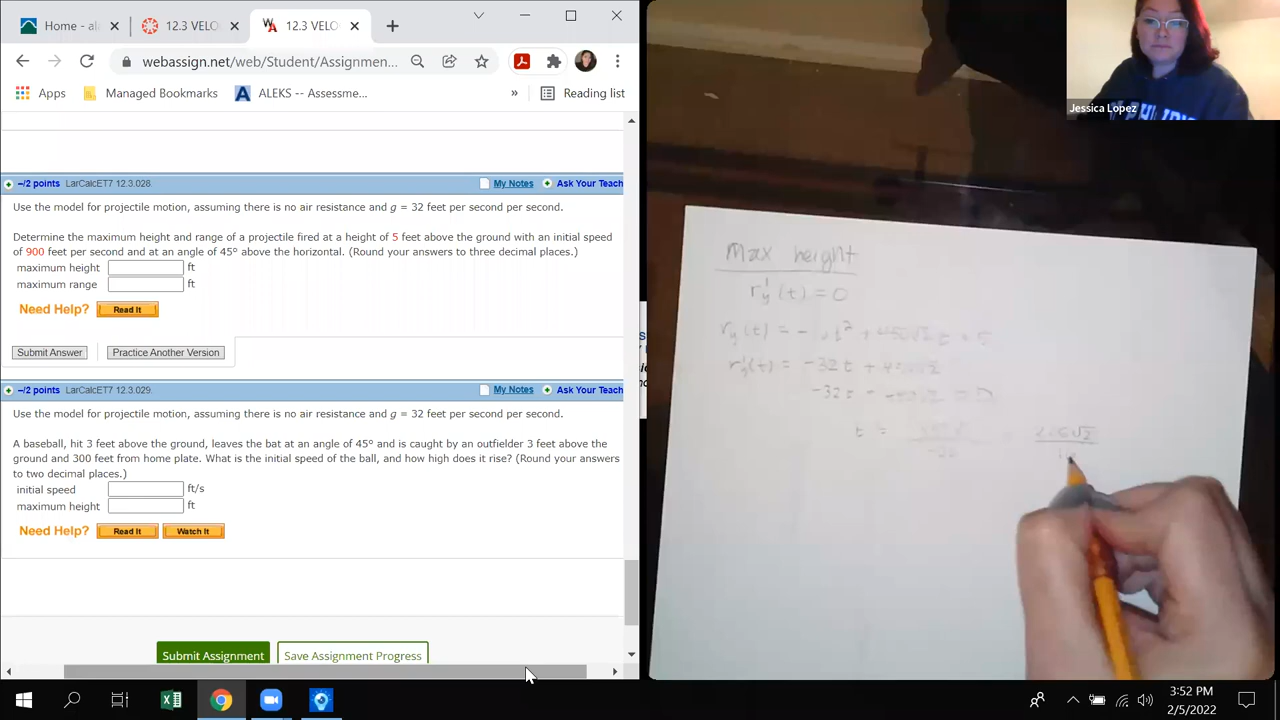 Home - al
12.3 VELO
12.3 VELO
webassign.net/web/Student/Assignmen...
Apps
Managed Bookmarks
ALEKS -- Assessme...
»
Reading list
–/2 points LarCalcET7 12.3.028.
My Notes
Ask Your Teach
Use the model for projectile motion, assuming there is no air resistance and g = 32 feet per second per second.
Determine the maximum height and range of a projectile fired at a height of 5 feet above the ground with an initial speed
of 900 feet per second and at an angle of 45° above the horizontal. (Round your answers to three decimal places.)
maximum height ft
maximum range ft
Need Help? Read It
Submit Answer Practice Another Version
–/2 points LarCalcET7 12.3.029.
My Notes
Ask Your Teach
Use the model for projectile motion, assuming there is no air resistance and g = 32 feet per second per second.
A baseball, hit 3 feet above the ground, leaves the bat at an angle of 45° and is caught by an outfielder 3 feet above the
ground and 300 feet from home plate. What is the initial speed of the ball, and how high does it rise? (Round your answers
to two decimal places.)
initial speed ft/s
maximum height ft
Need Help? Read It Watch It
Submit Assignment Save Assignment Progress
Jessica Lopez
Max height
r'y(t) = 0
ry(t) = t² +
r'y(t) = -32t +
-32t
t =
3:52 PM
2/5/2022